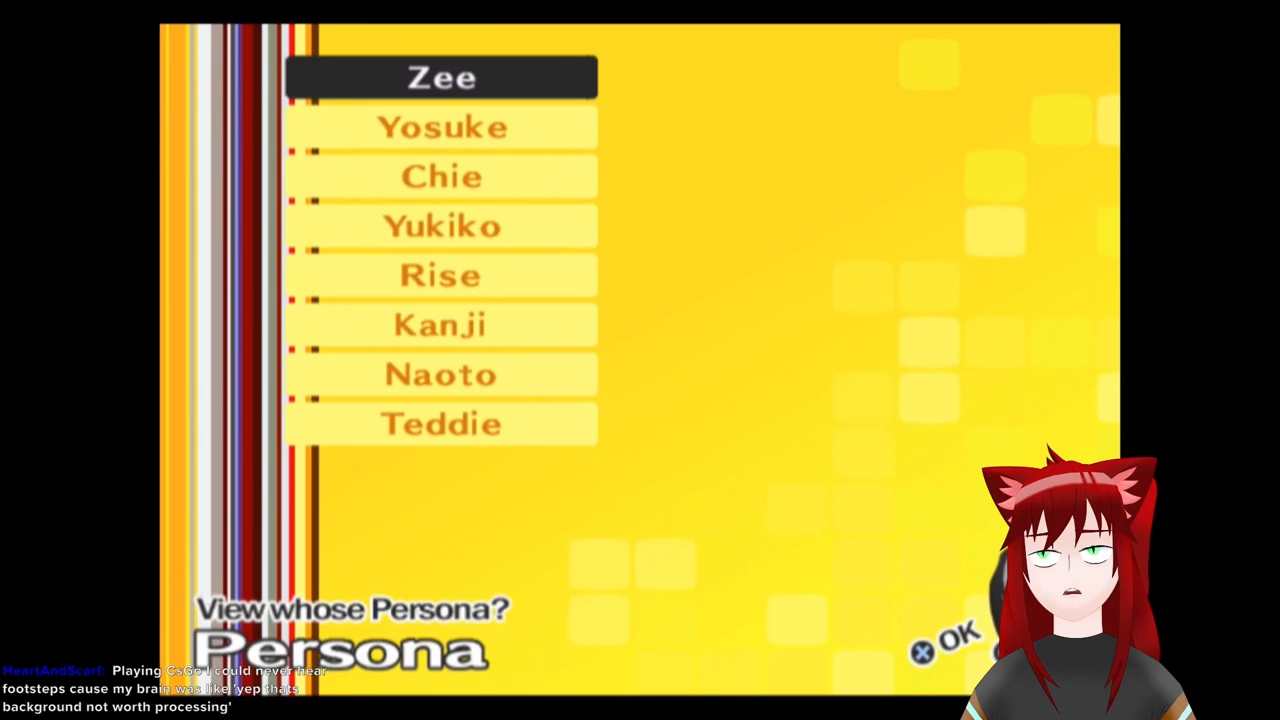 Zee
Yosuke
Chie
Yukiko
Rise
Kanji
Naoto
Teddie
View whose Persona?
Persona
OK
HeartAndScarf: Playing CsGo I could never hear
footsteps cause my brain was like 'yep thats
background not worth processing'